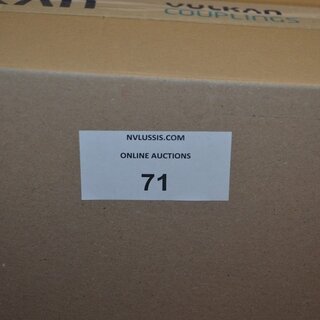 VULKAN
COUPLINGS
NVLUSSIS.COM
ONLINE AUCTIONS
71